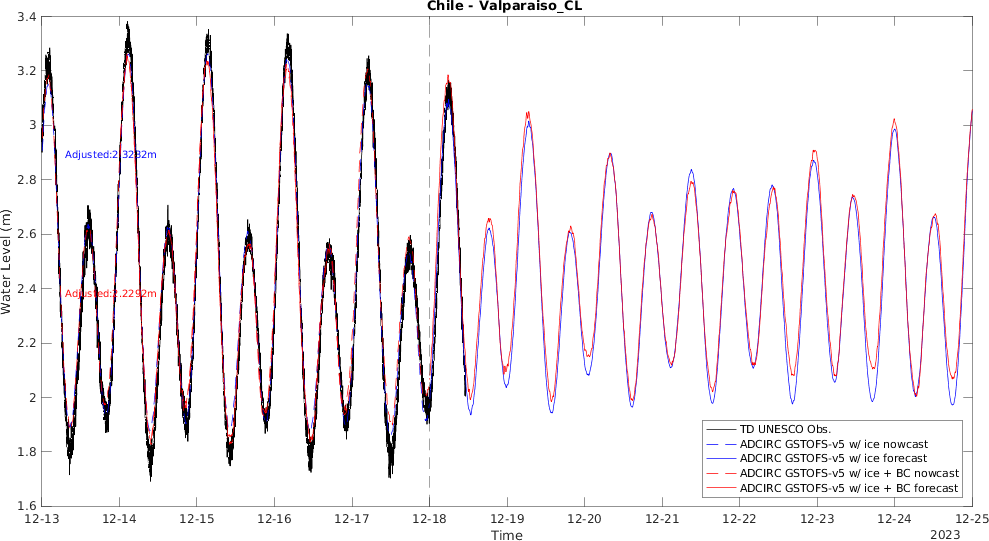 Chile - Valparaiso_CL
3.4
3.2
3
2.8
2.6
2.4
2.2
2
1.8
1.6
Water Level (m)
Adjusted:2.3282m
Adjusted:2.2292m
TD UNESCO Obs.
ADCIRC GSTOFS-v5 w/ ice nowcast
ADCIRC GSTOFS-v5 w/ ice forecast
ADCIRC GSTOFS-v5 w/ ice + BC nowcast
ADCIRC GSTOFS-v5 w/ ice + BC forecast
12-13 12-14 12-15 12-16 12-17 12-18 12-19 12-20 12-21 12-22 12-23 12-24 12-25
Time
2023